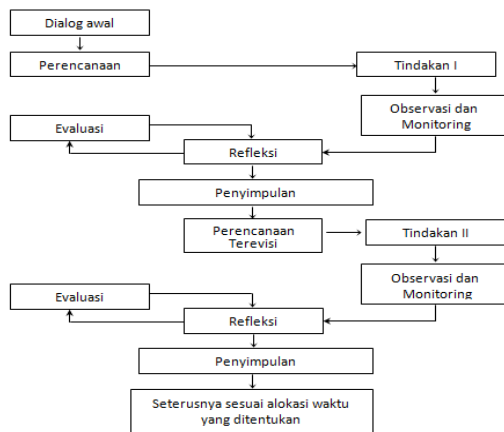 Dialog awal
Perencanaan
Tindakan I
Observasi dan
Monitoring
Evaluasi
Refleksi
Penyimpulan
Perencanaan
Terevisi
Tindakan II
Observasi dan
Monitoring
Evaluasi
Refleksi
Penyimpulan
Seterusnya sesuai alokasi waktu
yang ditentukan